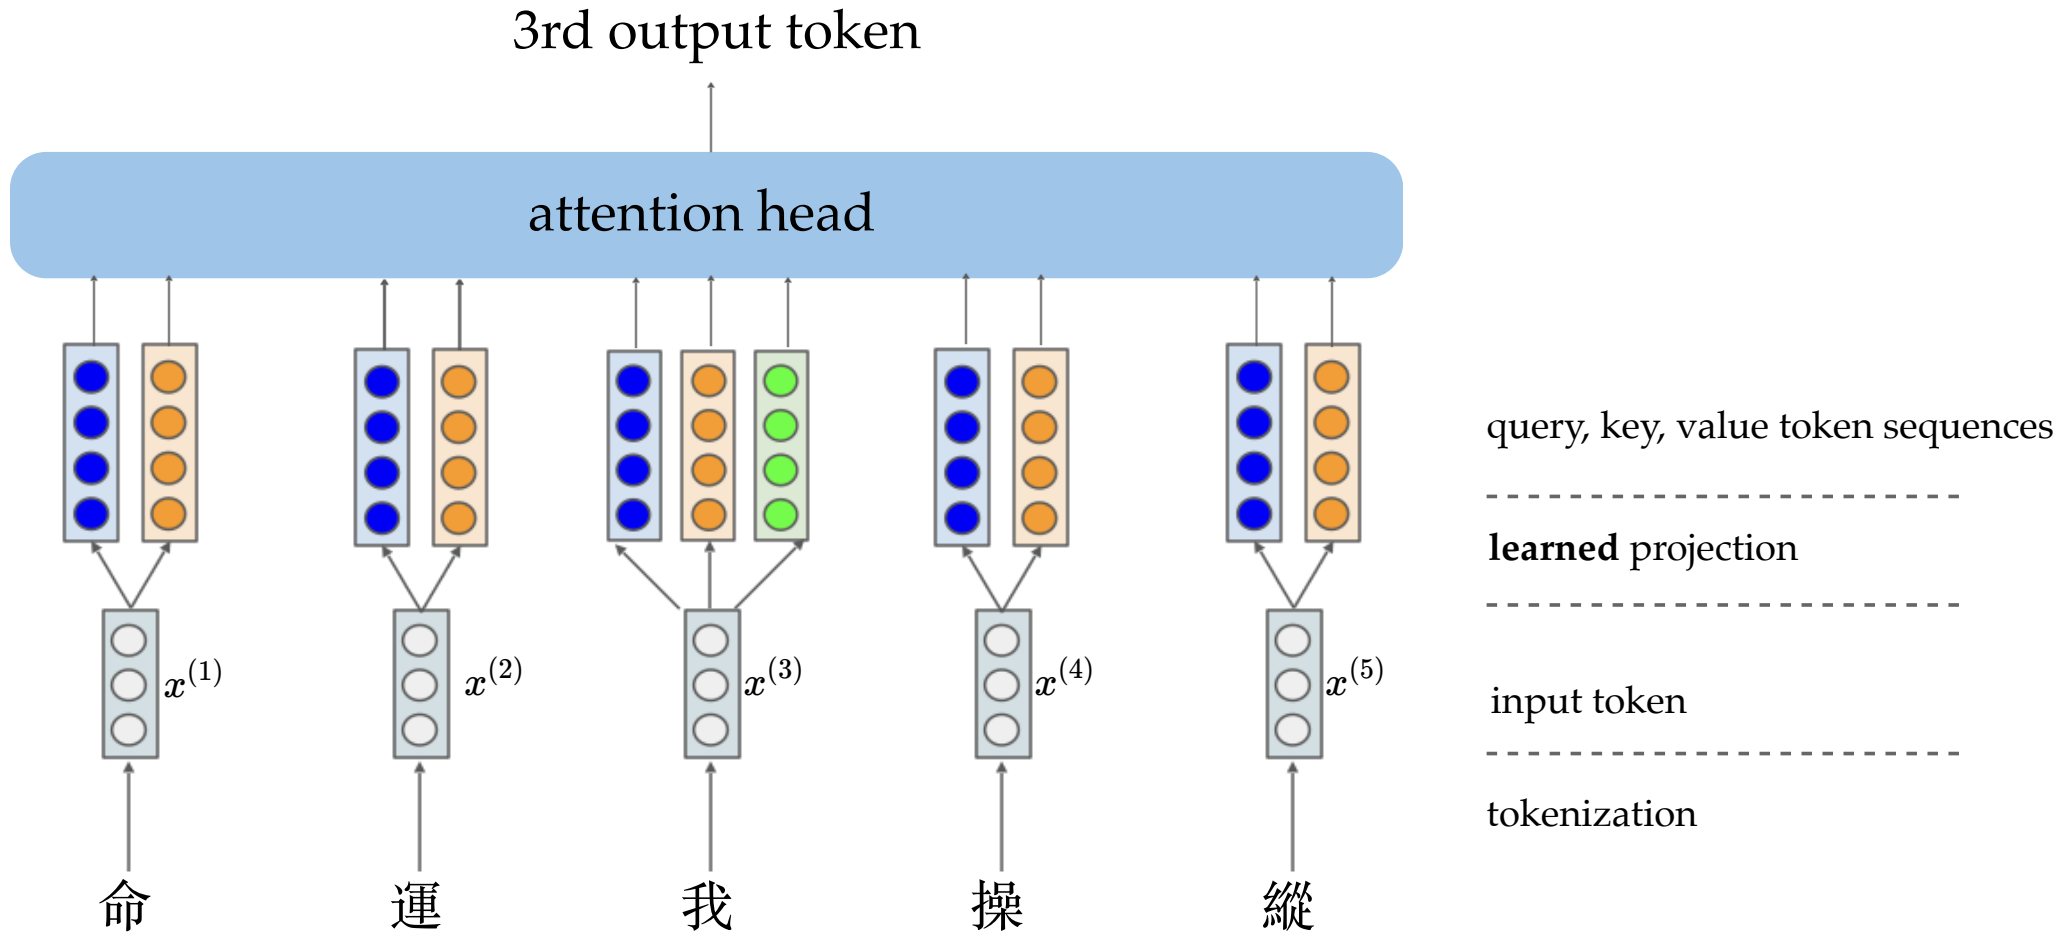 3rd output token
attention head
query, key, value token sequences
learned projection
x^{(1)} x^{(2)} x^{(3)} x^{(4)} x^{(5)}
input token
tokenization
命 運 我 操 縱